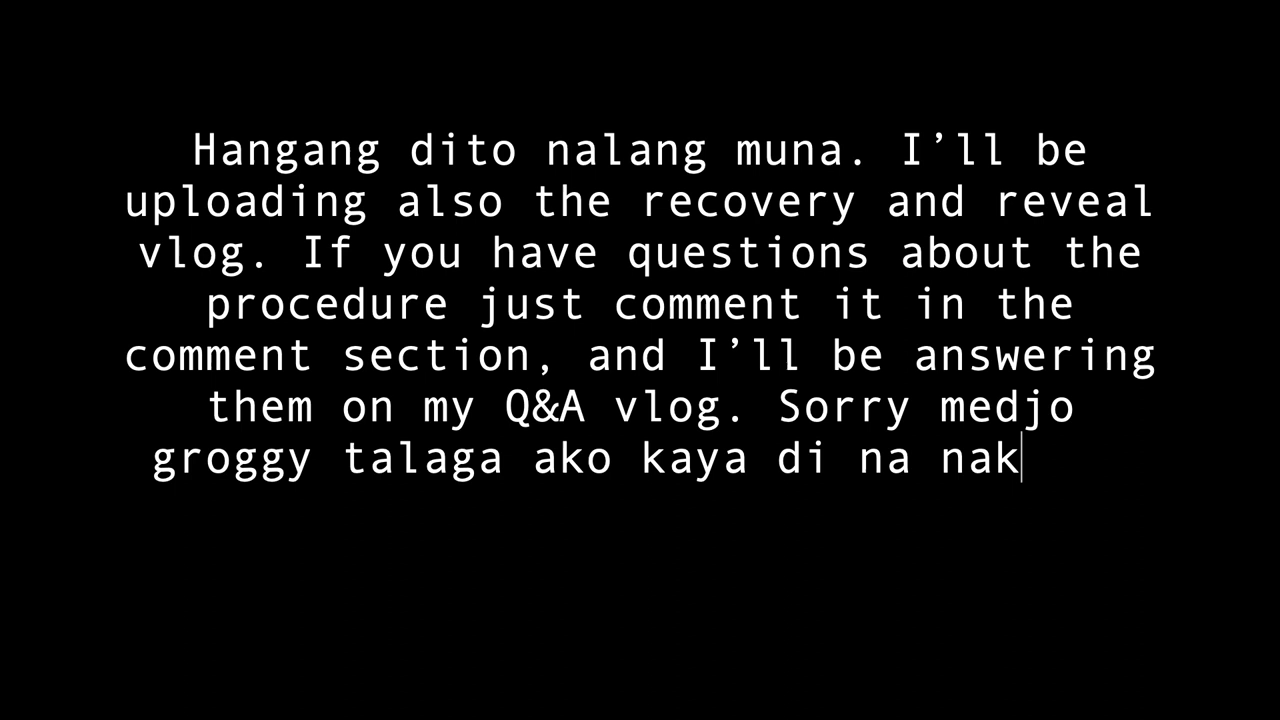 Hangang dito nalang muna. I’ll be
uploading also the recovery and reveal
vlog. If you have questions about the
procedure just comment it in the
comment section, and I’ll be answering
them on my Q&A vlog. Sorry medjo
groggy talaga ako kaya di na nak